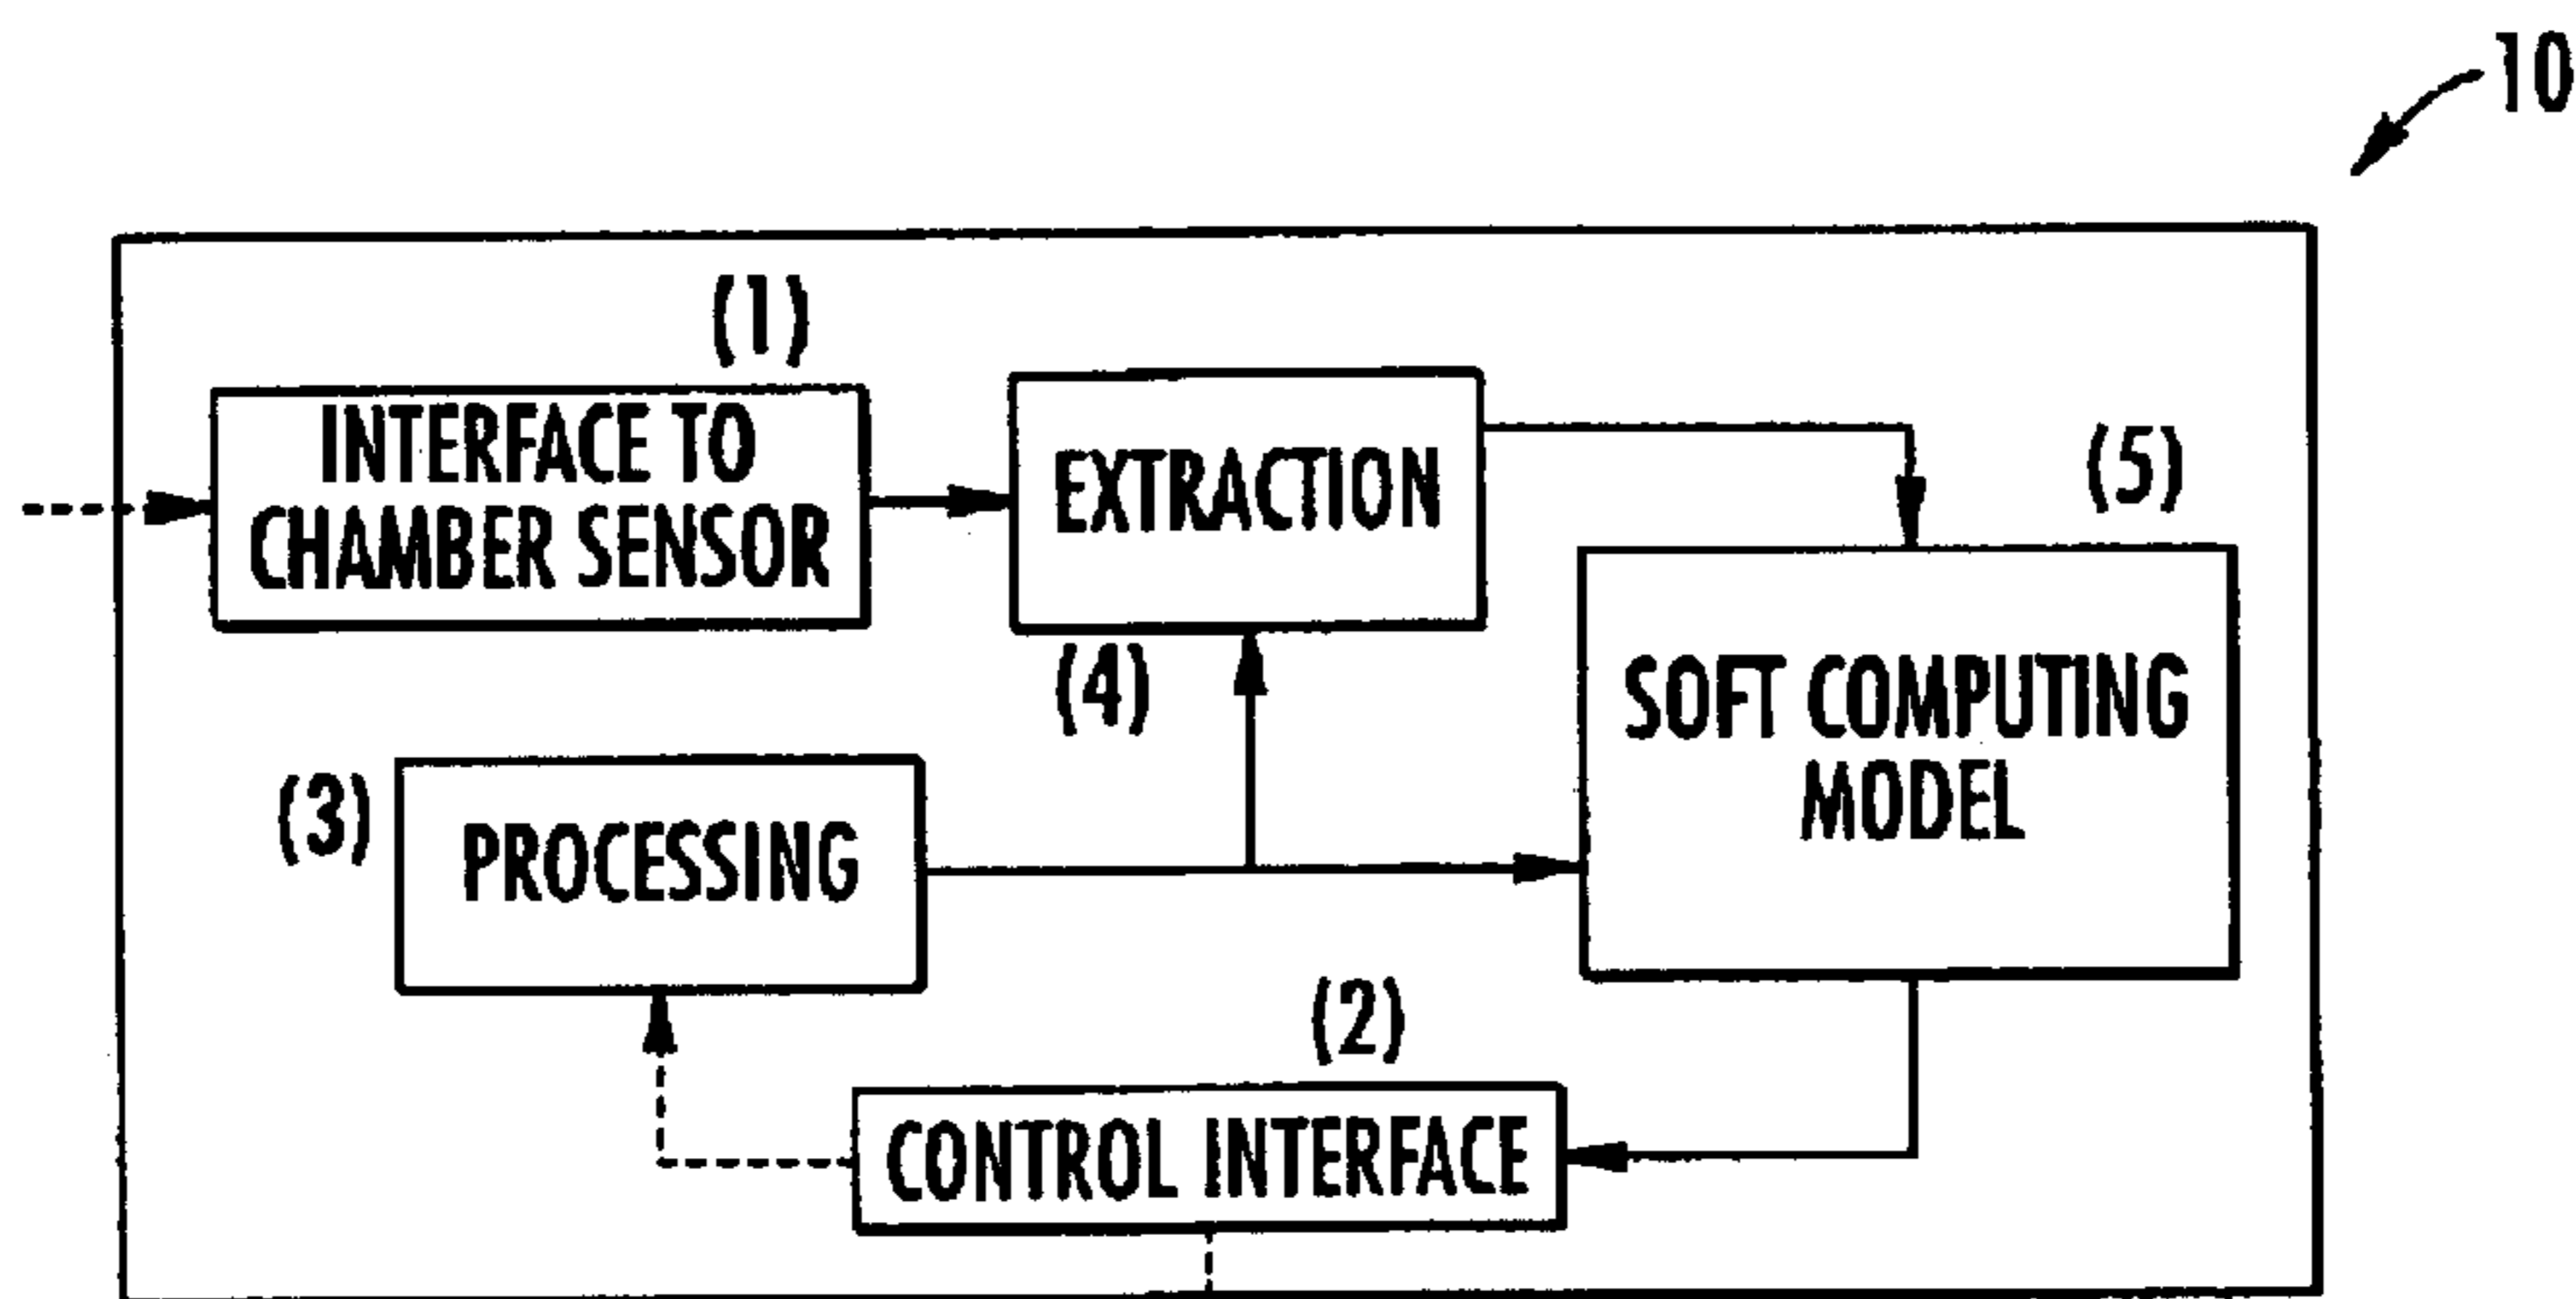 10
(1)
INTERFACE TO
CHAMBER SENSOR
EXTRACTION
(5)
(4)
SOFT COMPUTING
MODEL
(3)
PROCESSING
(2)
CONTROL INTERFACE